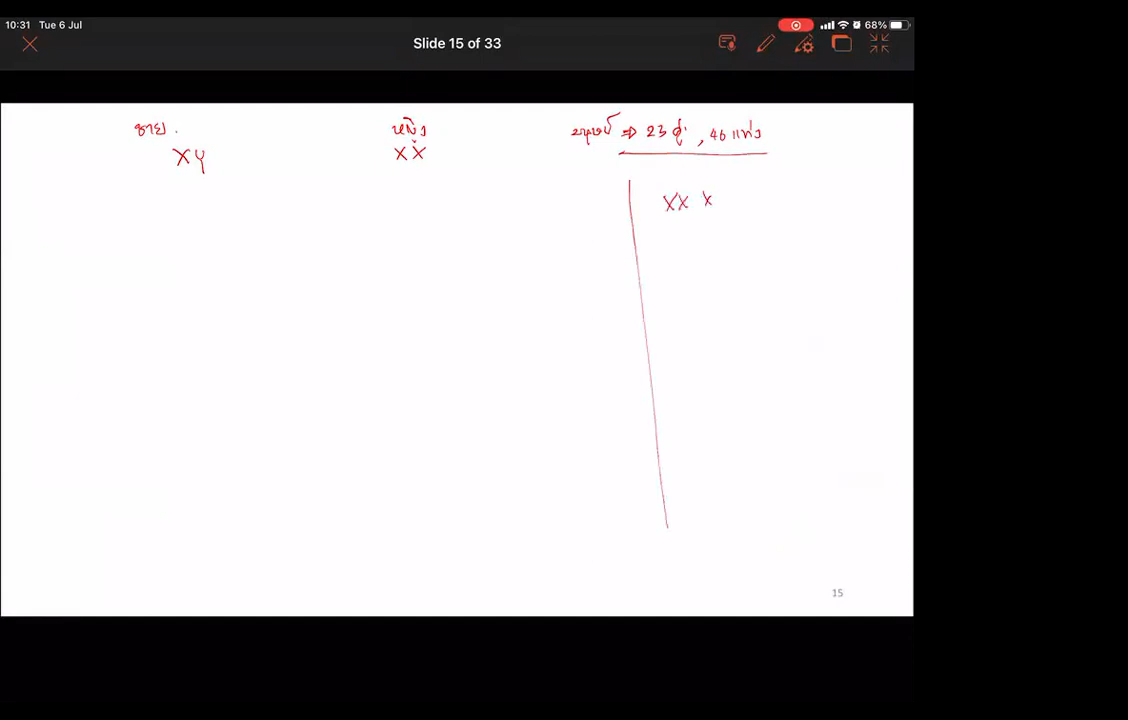 10:31 Tue 6 Jul 68%
Slide 15 of 33
ชาย.
XY
หญิง
XX
มนุษย์ ⇒ 23 คู่, 46 แท่ง
XX X
15